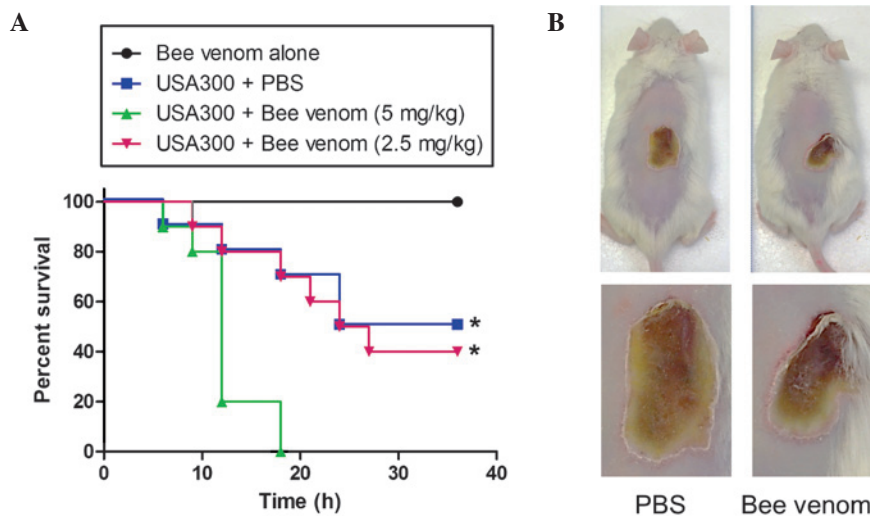 A
Bee venom alone
USA300 + PBS
USA300 + Bee venom (5 mg/kg)
USA300 + Bee venom (2.5 mg/kg)
100
80
60
40
20
0
Percent survival
*
*
0 10 20 30 40
Time (h)
B
PBS Bee venom